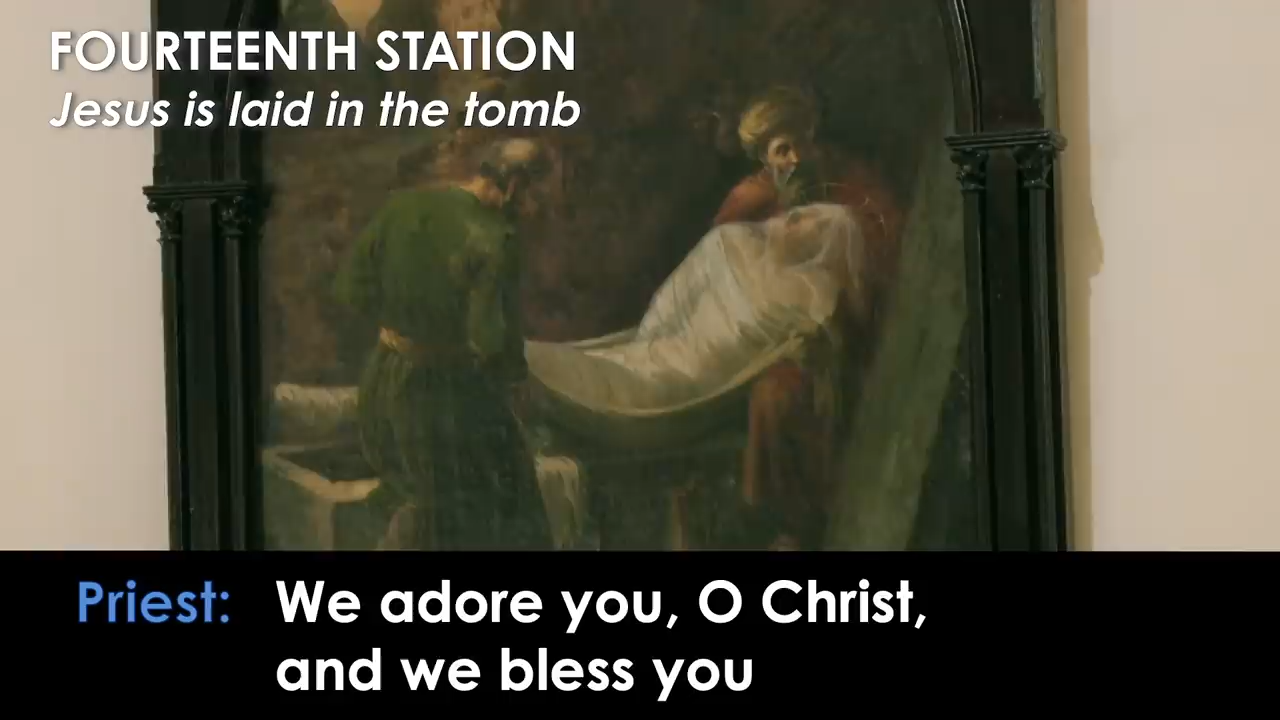 FOURTEENTH STATION
Jesus is laid in the tomb
Priest: We adore you, O Christ,
and we bless you